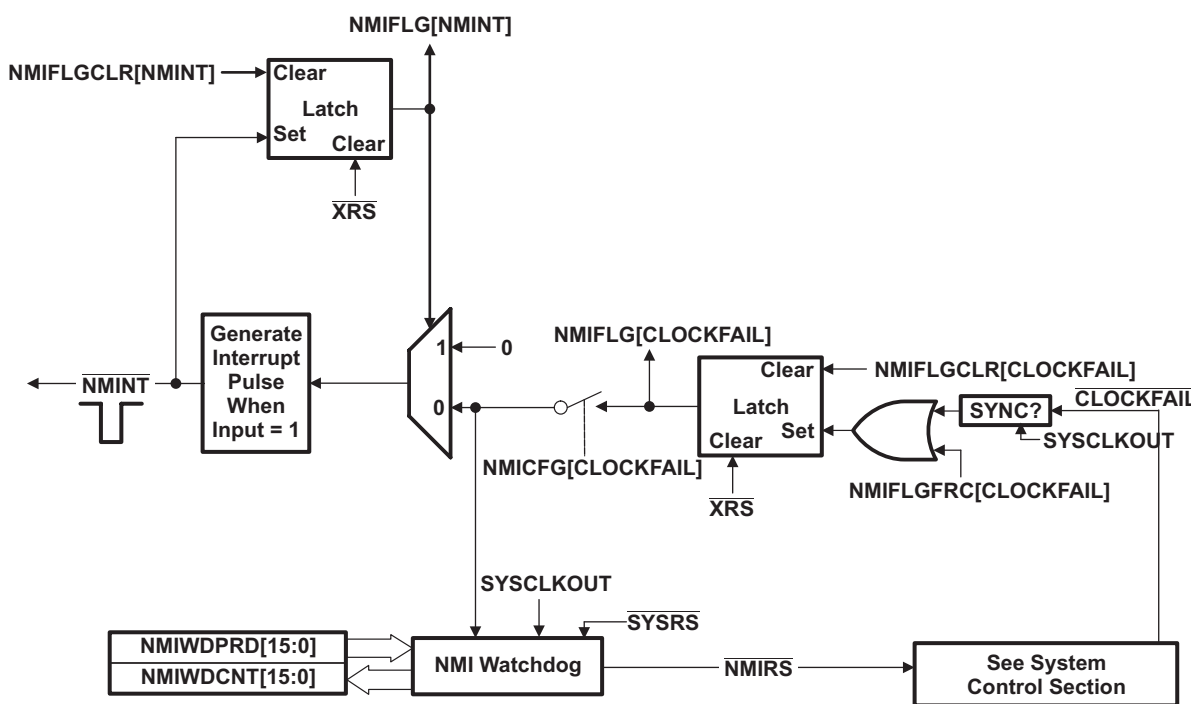 NMIFLG[NMINT]
NMIFLGCLR[NMINT]
Clear
Latch
Set
Clear
XRS
Generate
Interrupt
Pulse
When
Input = 1
NMINT
1
0
0
NMIFLG[CLOCKFAIL]
NMICFG[CLOCKFAIL]
Clear
Latch
Set
Clear
XRS
NMIFLGCLR[CLOCKFAIL]
CLOCKFAIL
SYNC?
SYSCLKOUT
NMIFLGFRC[CLOCKFAIL]
SYSCLKOUT
SYSRS
NMIWDPRD[15:0]
NMIWDCNT[15:0]
NMI Watchdog
NMIRS
See System
Control Section